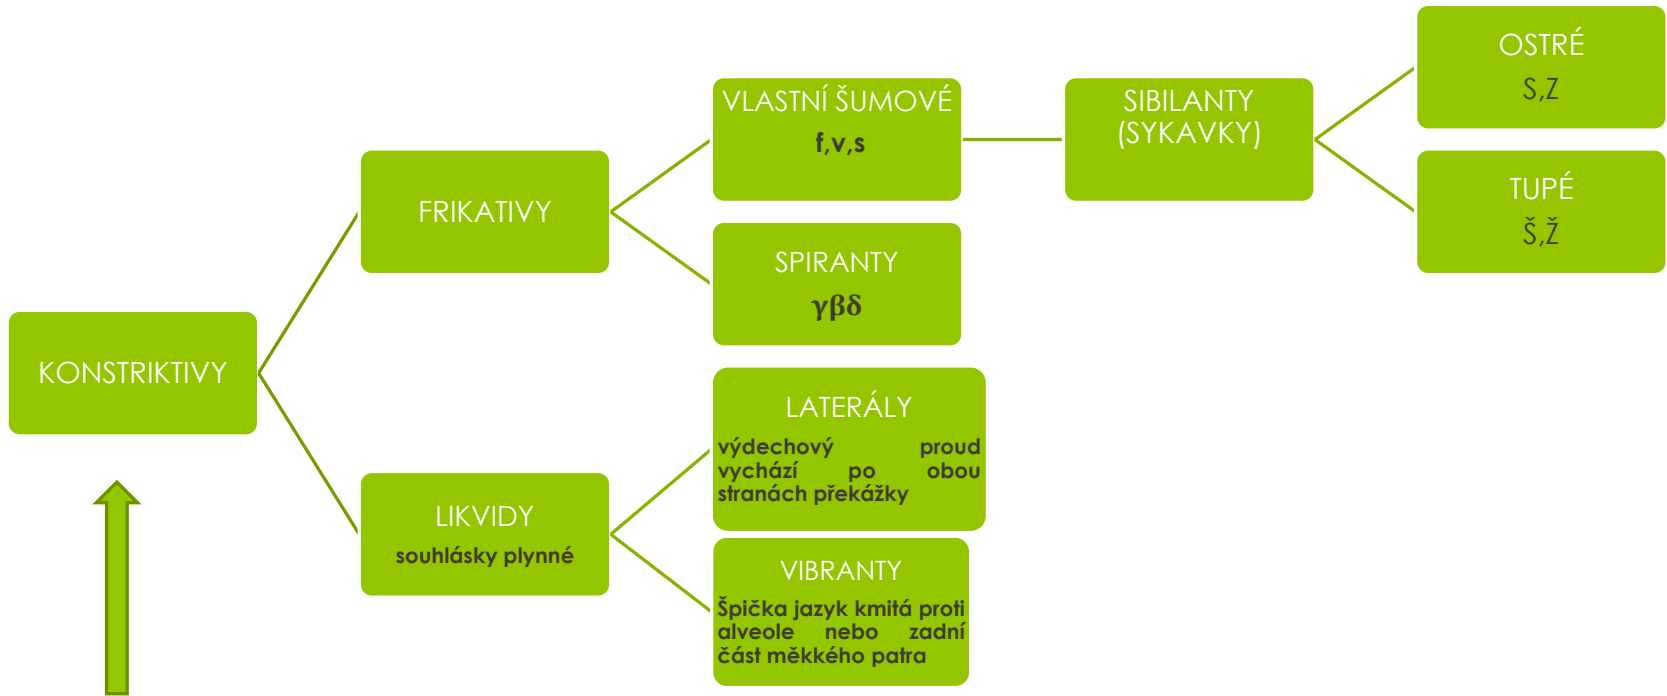 KONSTRIKTIVY
FRIKATIVY
VLASTNÍ ŠUMOVÉ
f,v,s
SIBILANTY
(SYKAVKY)
OSTRÉ
S,Z
TUPÉ
Š,Ž
SPIRANTY
γβδ
LIKVIDY
souhlásky plynné
LATERÁLY
výdechový proud
vychází po obou
stranách překážky
VIBRANTY
Špička jazyk kmitá proti
alveole nebo zadní
část měkkého patra